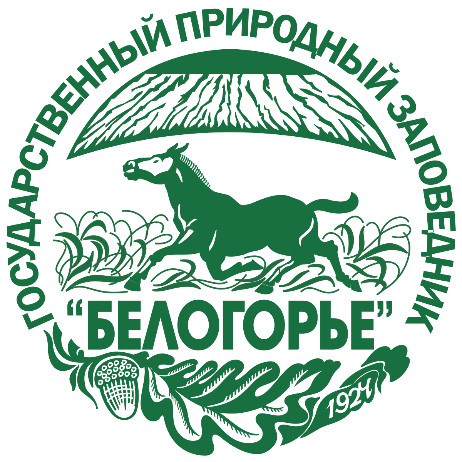 ГОСУДАРСТВЕННЫЙ ПРИРОДНЫЙ ЗАПОВЕДНИК
"БЕЛОГОРЬЕ"
1924